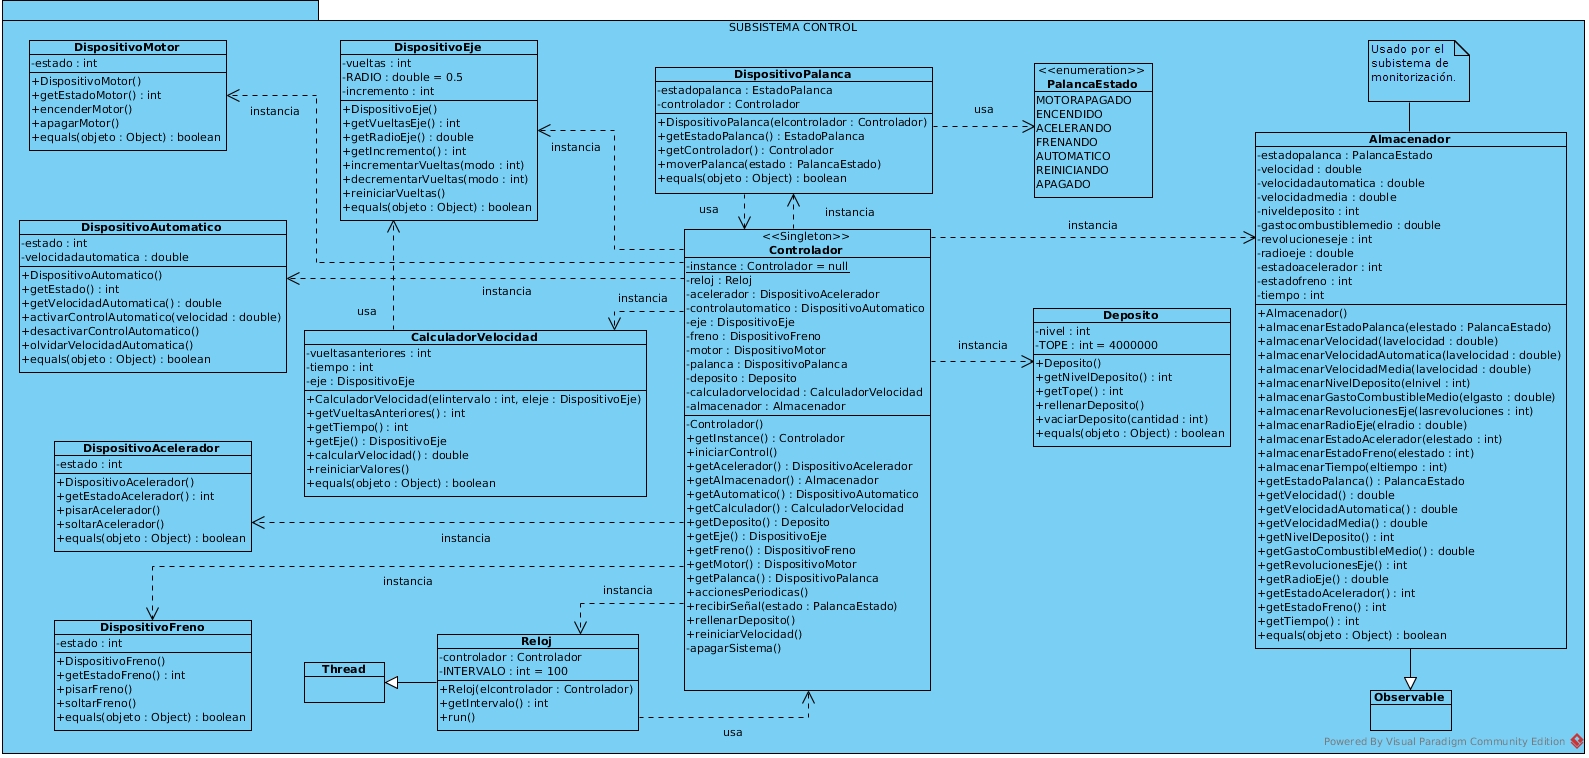 SUBSISTEMA CONTROL
DispositivoMotor
-estado : int
+DispositivoMotor()
+getEstadoMotor() : int
+encenderMotor()
+apagarMotor()
+equals(objeto : Object) : boolean
instancia
DispositivoEje
-vueltas : int
-RADIO : double = 0.5
-incremento : int
+DispositivoEje()
+getVueltasEje() : int
+getRadioEje() : double
+getIncremento() : int
+incrementarVueltas(modo : int)
+decrementarVueltas(modo : int)
+reiniciarVueltas()
+equals(objeto : Object) : boolean
instancia
DispositivoPalanca
-estadopalanca : EstadoPalanca
-controlador : Controlador
+DispositivoPalanca(elcontrolador : Controlador)
+getEstadoPalanca() : EstadoPalanca
+getControlador() : Controlador
+moverPalanca(estado : PalancaEstado)
+equals(objeto : Object) : boolean
usa
<<enumeration>>
PalancaEstado
MOTORAPAGADO
ENCENDIDO
ACELERANDO
FRENANDO
AUTOMATICO
REINICIANDO
APAGADO
Usado por el
subistema de
monitorización.
Almacenador
-estadopalanca : PalancaEstado
-velocidad : double
-velocidadautomatica : double
-velocidadmedia : double
-niveldeposito : int
-gastocombustiblemedio : double
-revolucioneseje : int
-radioeje : double
-estadoacelerador : int
-estadofreno : int
-tiempo : int
+Almacenador()
+almacenarEstadoPalanca(elestado : PalancaEstado)
+almacenarVelocidad(lavelocidad : double)
+almacenarVelocidadAutomatica(lavelocidad : double)
+almacenarVelocidadMedia(lavelocidad : double)
+almacenarNivelDeposito(elnivel : int)
+almacenarGastoCombustibleMedio(elgasto : double)
+almacenarRevolucionesEje(lasrevoluciones : int)
+almacenarRadioEje(elradio : double)
+almacenarEstadoAcelerador(elestado : int)
+almacenarEstadoFreno(elestado : int)
+almacenarTiempo(eltiempo : int)
+getEstadoPalanca() : PalancaEstado
+getVelocidad() : double
+getVelocidadAutomatica() : double
+getVelocidadMedia() : double
+getNivelDeposito() : int
+getGastoCombustibleMedio() : double
+getRevolucionesEje() : int
+getRadioEje() : double
+getEstadoAcelerador() : int
+getEstadoFreno() : int
+getTiempo() : int
+equals(objeto : Object) : boolean
usa
instancia
instancia
DispositivoAutomatico
-estado : int
-velocidadautomatica : double
+DispositivoAutomatico()
+getEstado() : int
+getVelocidadAutomatica() : double
+activarControlAutomatico(velocidad : double)
+desactivarControlAutomatico()
+olvidarVelocidadAutomatica()
+equals(objeto : Object) : boolean
instancia
usa
instancia
<<Singleton>>
Controlador
-instance : Controlador = null
-reloj : Reloj
-acelerador : DispositivoAcelerador
-controlautomatico : DispositivoAutomatico
-eje : DispositivoEje
-freno : DispositivoFreno
-motor : DispositivoMotor
-palanca : DispositivoPalanca
-deposito : Deposito
-calculadorvelocidad : CalculadorVelocidad
-almacenador : Almacenador
-Controlador()
+getInstance() : Controlador
+iniciarControl()
+getAcelerador() : DispositivoAcelerador
+getAlmacenador() : Almacenador
+getAutomatico() : DispositivoAutomatico
+getCalculador() : CalculadorVelocidad
+getDeposito() : Deposito
+getEje() : DispositivoEje
+getFreno() : DispositivoFreno
+getMotor() : DispositivoMotor
+getPalanca() : DispositivoPalanca
+accionesPeriodicas()
+recibirSeñal(estado : PalancaEstado)
+rellenarDeposito()
+reiniciarVelocidad()
-apagarSistema()
CalculadorVelocidad
-vueltasanteriores : int
-tiempo : int
-eje : DispositivoEje
+CalculadorVelocidad(elintervalo : int, eleje : DispositivoEje)
+getVueltasAnteriores() : int
+getTiempo() : int
+getEje() : DispositivoEje
+calcularVelocidad() : double
+reiniciarValores()
+equals(objeto : Object) : boolean
instancia
Deposito
-nivel : int
-TOPE : int = 4000000
+Deposito()
+getNivelDeposito() : int
+getTope() : int
+rellenarDeposito()
+vaciarDeposito(cantidad : int)
+equals(objeto : Object) : boolean
DispositivoAcelerador
-estado : int
+DispositivoAcelerador()
+getEstadoAcelerador() : int
+pisarAcelerador()
+soltarAcelerador()
+equals(objeto : Object) : boolean
instancia
instancia
instancia
DispositivoFreno
-estado : int
+DispositivoFreno()
+getEstadoFreno() : int
+pisarFreno()
+soltarFreno()
+equals(objeto : Object) : boolean
Thread
Reloj
-controlador : Controlador
-INTERVALO : int = 100
+Reloj(elcontrolador : Controlador)
+getIntervalo() : int
+run()
usa
Observable
Powered By Visual Paradigm Community Edition